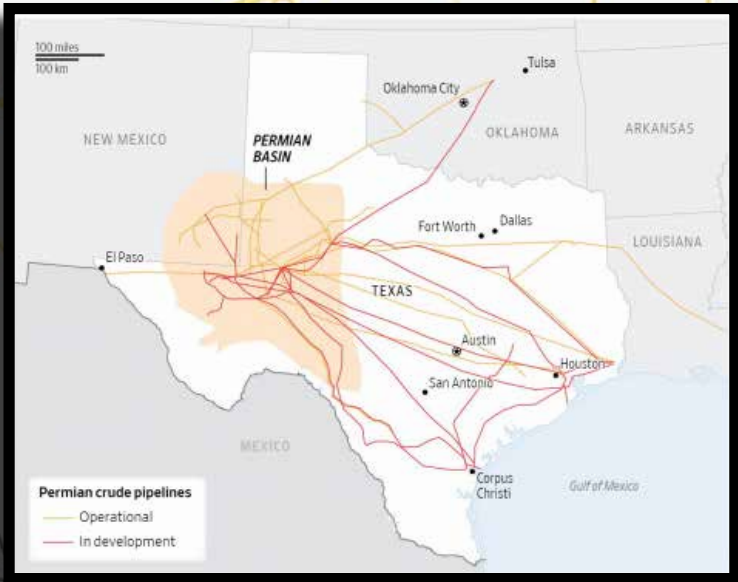 100 miles
100 km
Tulsa
Oklahoma City
NEW MEXICO
PERMIAN
BASIN
OKLAHOMA
ARKANSAS
Fort Worth
Dallas
LOUISIANA
El Paso
TEXAS
Austin
Houston
San Antonio
MEXICO
Corpus
Christi
Gulf of Mexico
Permian crude pipelines
Operational
In development